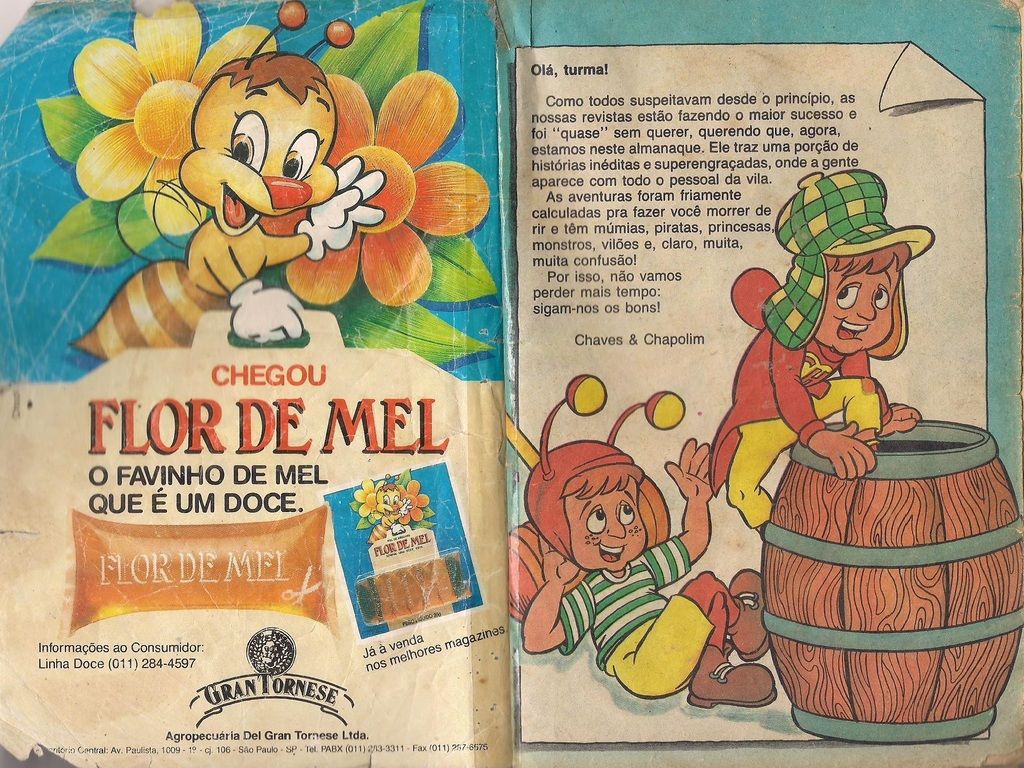 CHEGOU
FLOR DE MEL
O FAVINHO DE MEL
QUE É UM DOCE.
FLOR DE MEL
FLOR DE MEL
Informações ao Consumidor:
Linha Doce (011) 284-4597
Já à venda
nos melhores magazines
GRAN TORNESE
Agropecuária Del Gran Tornese Ltda.
Central: Av. Paulista, 1009 - cj. 106 - São Paulo - SP - Tel. PABX (011) 283-3311 - Fax (011) 287-6575
Olá, turma!
Como todos suspeitavam desde o princípio, as
nossas revistas estão fazendo o maior sucesso e
foi "quase" sem querer, querendo que, agora,
estamos neste almanaque. Ele traz uma porção de
histórias inéditas e superengraçadas, onde a gente
aparece com todo o pessoal da vila.
As aventuras foram friamente
calculadas pra fazer você morrer de
rir e têm múmias, piratas, princesas,
monstros, vilões e, claro, muita,
muita confusão!
Por isso, não vamos
perder mais tempo:
sigam-nos os bons!
Chaves & Chapolim